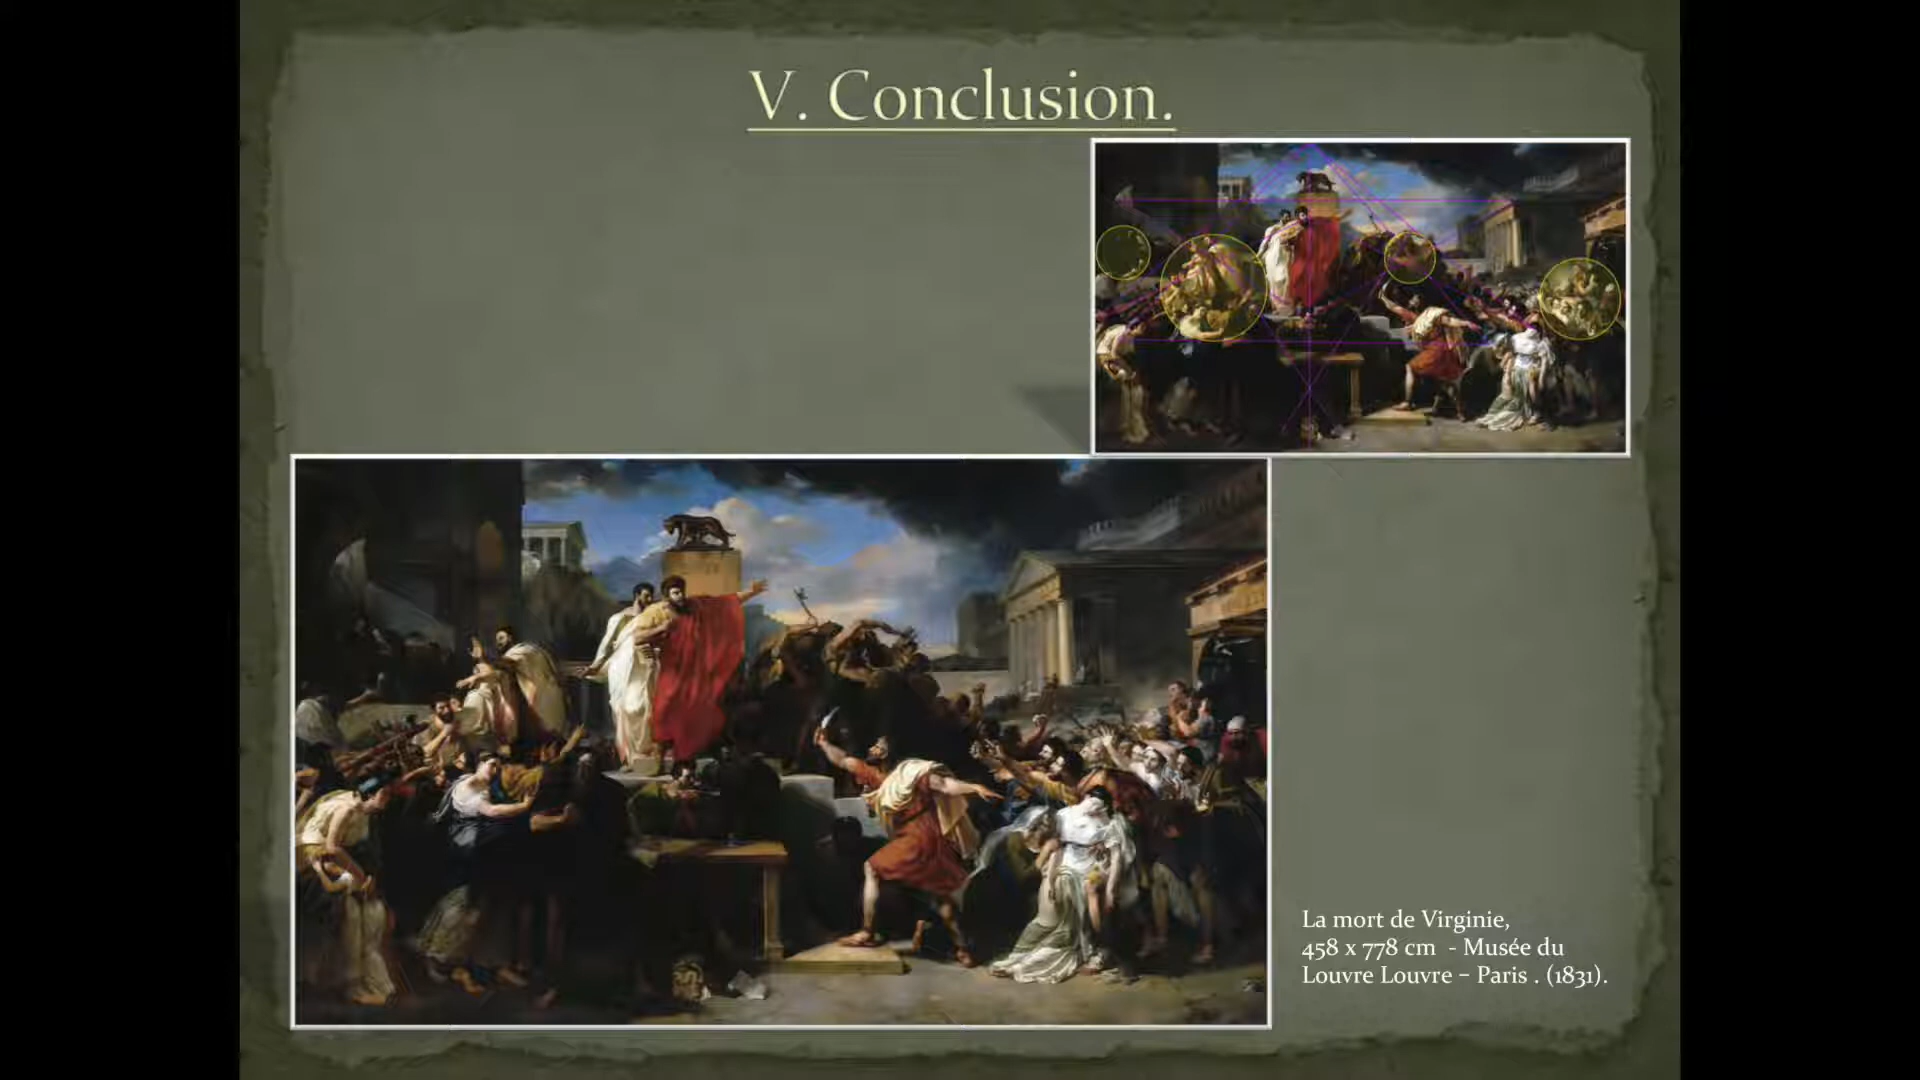 V. Conclusion.
La mort de Virginie,
458 x 778 cm - Musée du
Louvre Louvre – Paris . (1831).